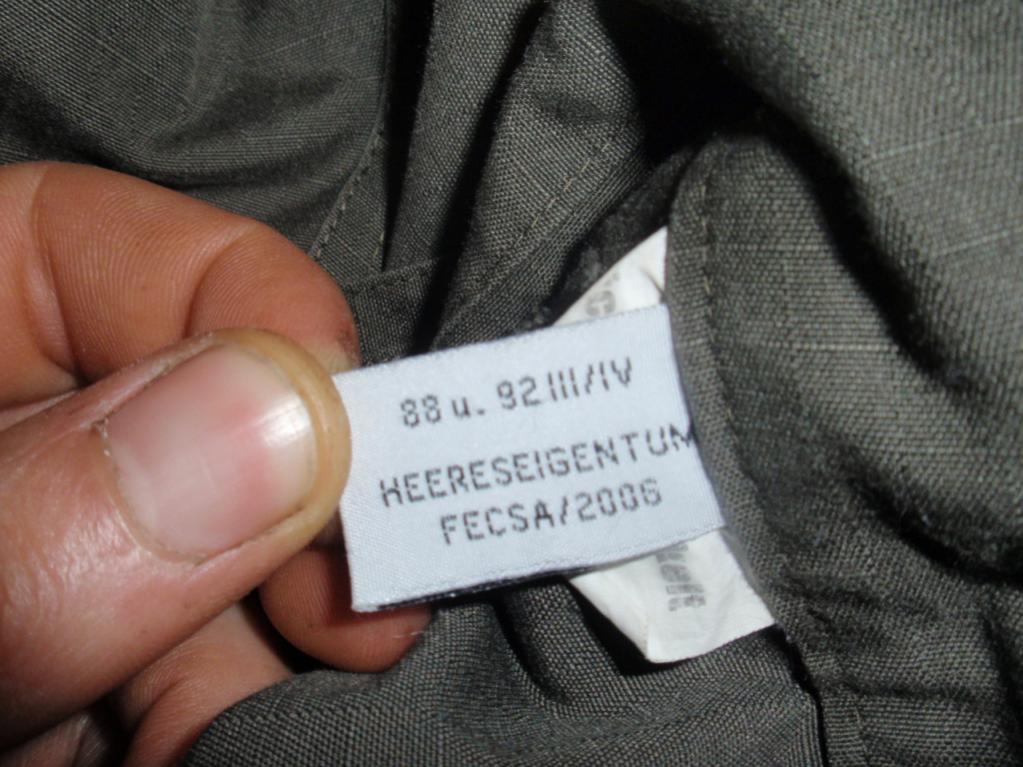 88 u. 92 III/IV
HEERESEIGENTUM
FECSA/2006